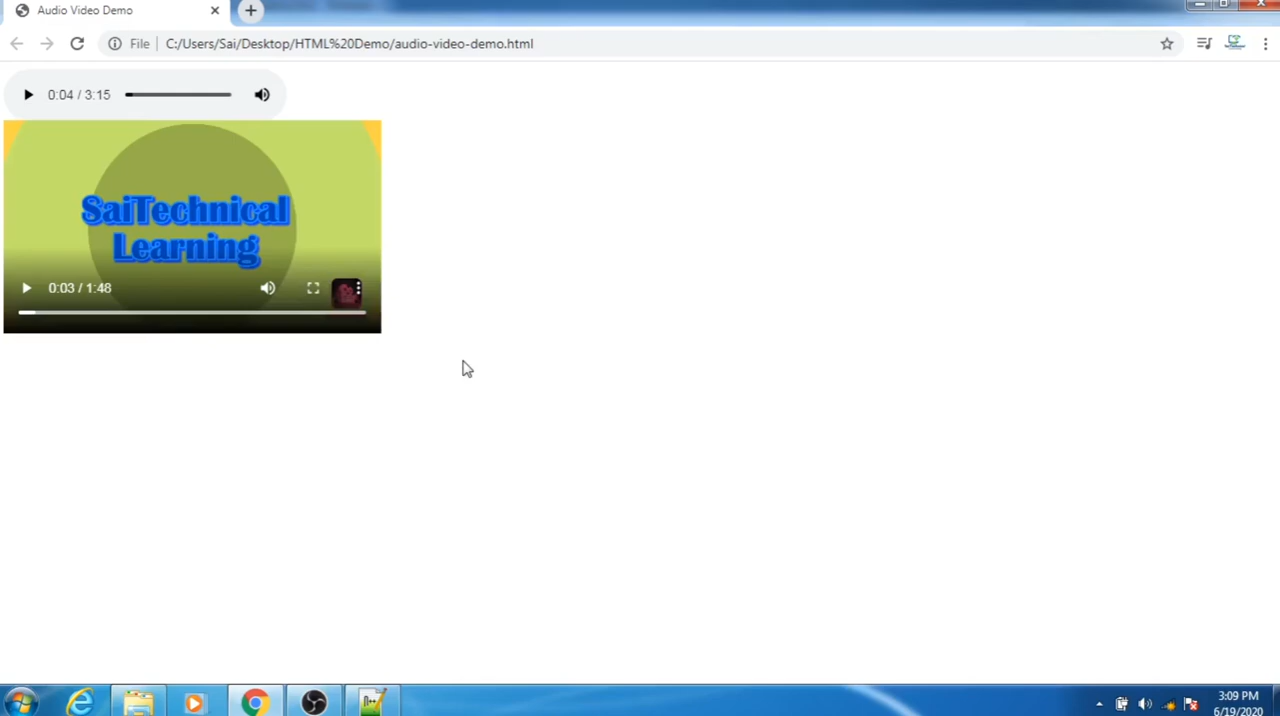 Audio Video Demo
File
C:/Users/Sai/Desktop/HTML%20Demo/audio-video-demo.html
0:04 / 3:15
SaiTechnical
Learning
0:03 / 1:48
3:09 PM
6/19/2020